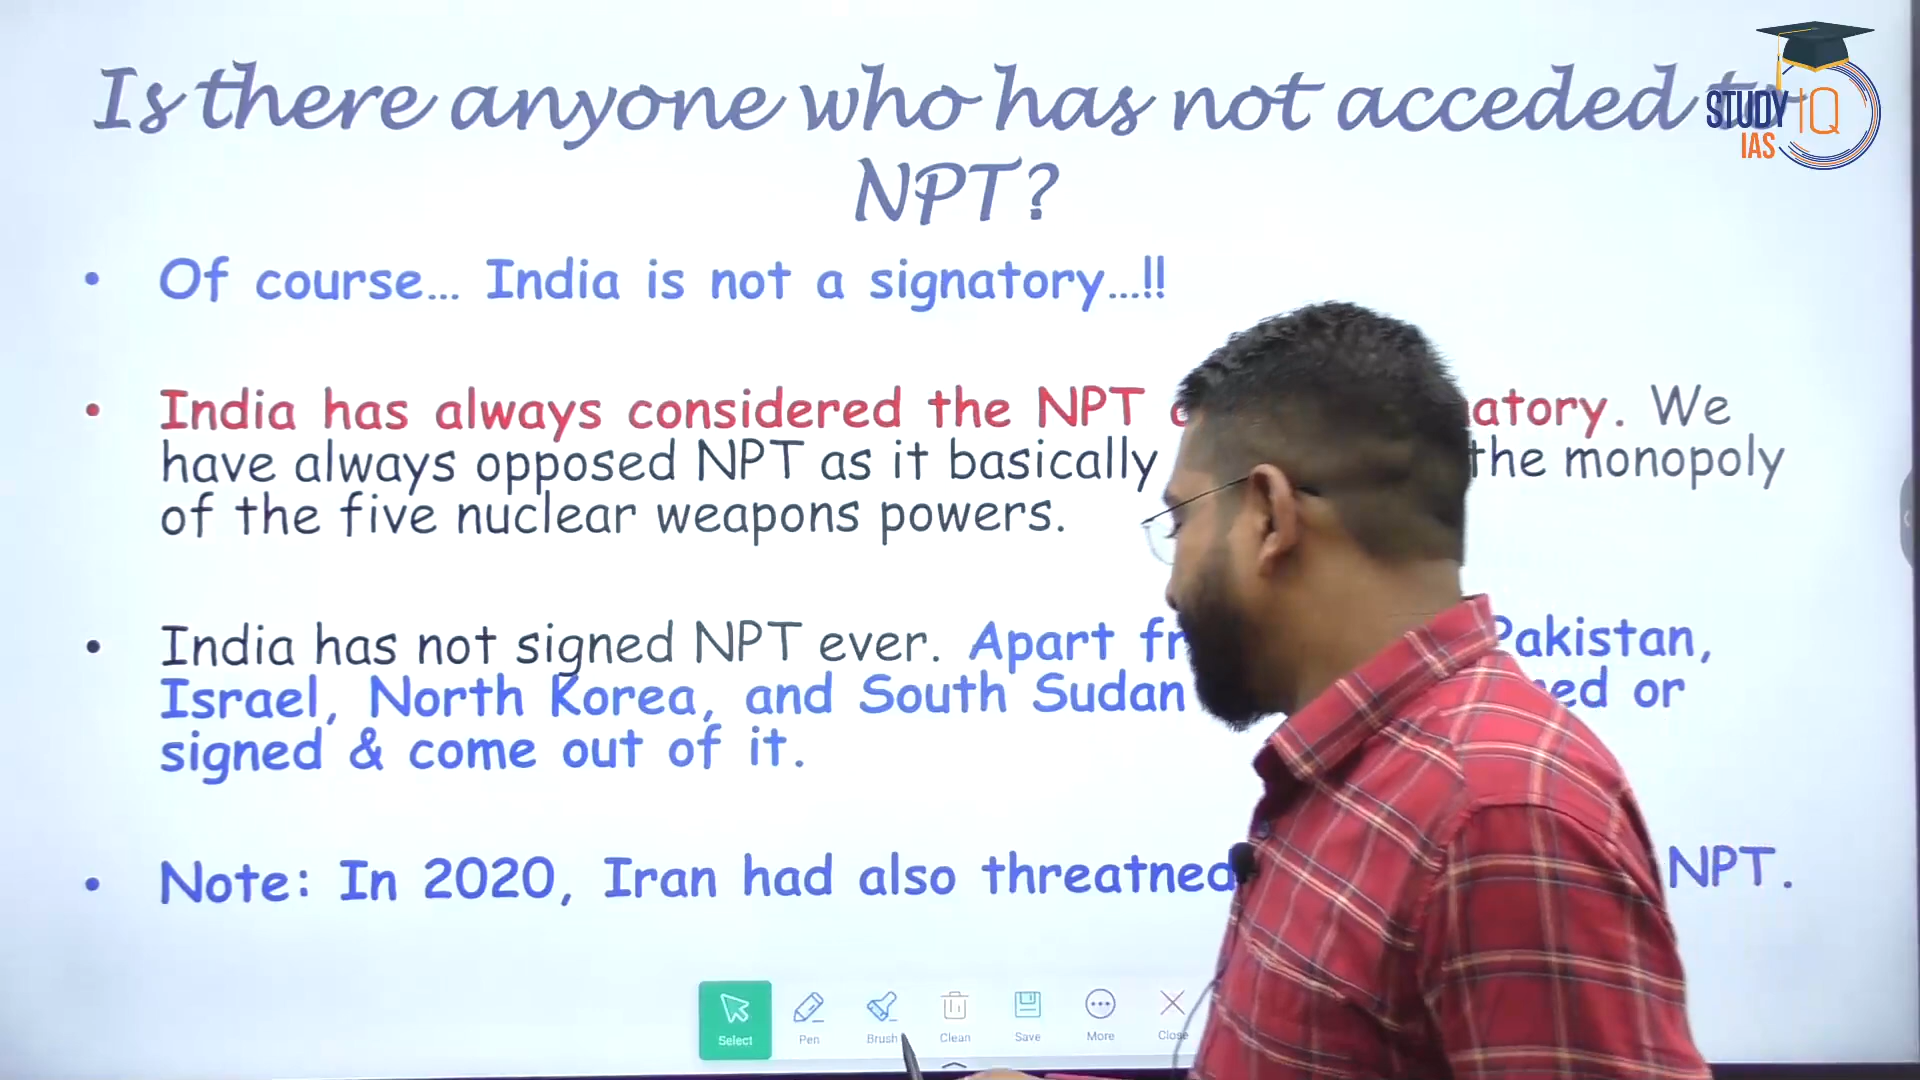 Is there anyone who has not acceded to
NPT?
STUDY IQ
IAS
• Of course... India is not a signatory...!!
• India has always considered the NPT We
have always opposed NPT as it basically the monopoly
of the five nuclear weapons powers.
• India has not signed NPT ever. Apart Pakistan,
Israel, North Korea, and South Sudan or
signed & come out of it.
• Note: In 2020, Iran had also threatned NPT.
Select Pen Brush Clean Save More Close